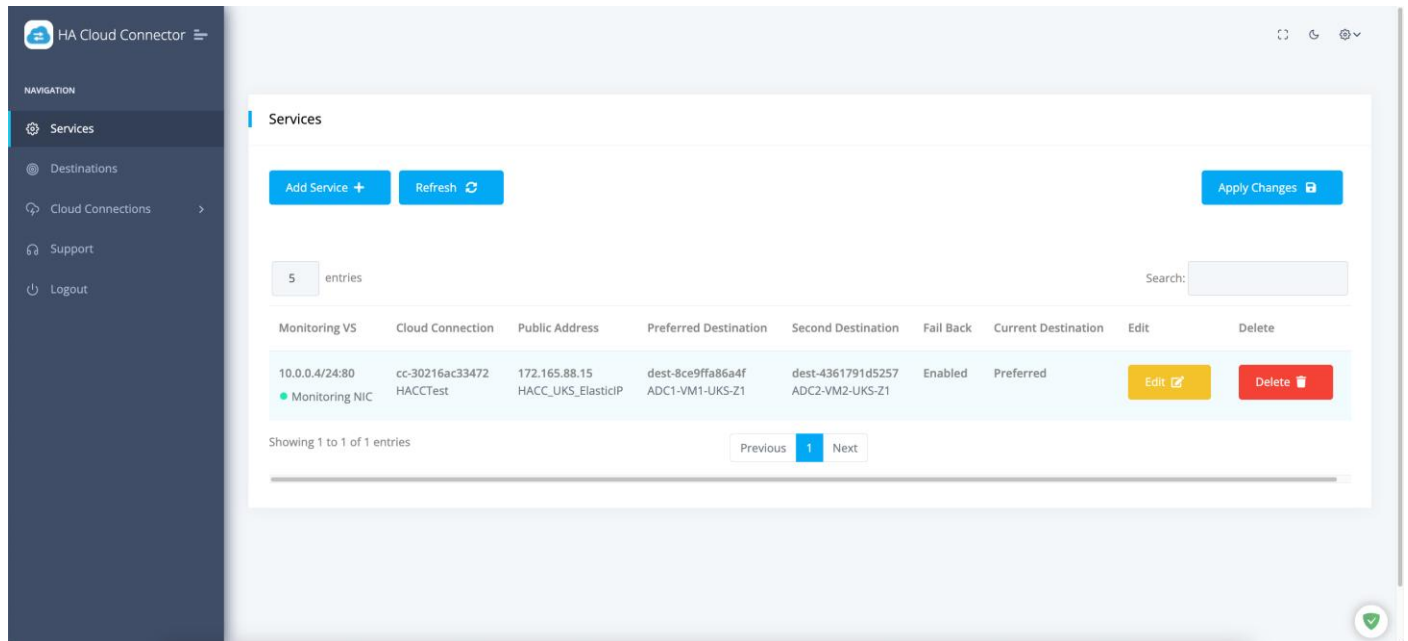 HA Cloud Connector
NAVIGATION
Services
Destinations
Cloud Connections
Support
Logout
Services
Add Service
Refresh
Apply Changes
5 entries
Search:
Monitoring VS Cloud Connection Public Address Preferred Destination Second Destination Fail Back Current Destination Edit Delete
10.0.0.4/24:80 cc-30216ac33472 172.165.88.15 dest-8ce9ffa86a4f dest-4361791d5257 Enabled Preferred Edit Delete
Monitoring NIC HACCTest HACC_UKS_ElasticIP ADC1-VM1-UKS-Z1 ADC2-VM2-UKS-Z1
Showing 1 to 1 of 1 entries
Previous 1 Next